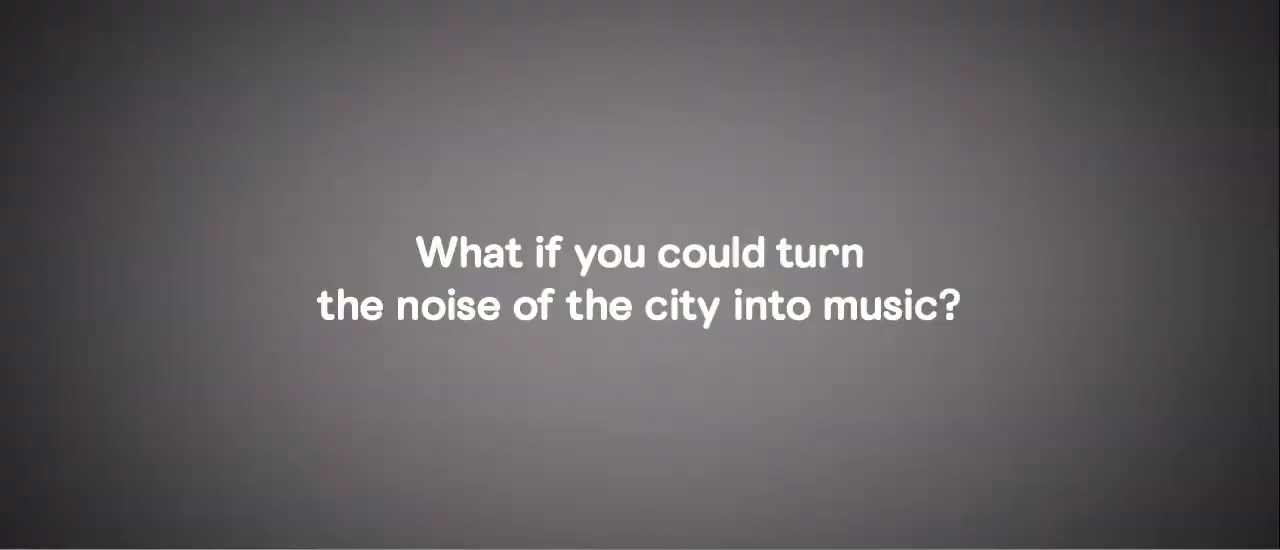 What if you could turn
the noise of the city into music?